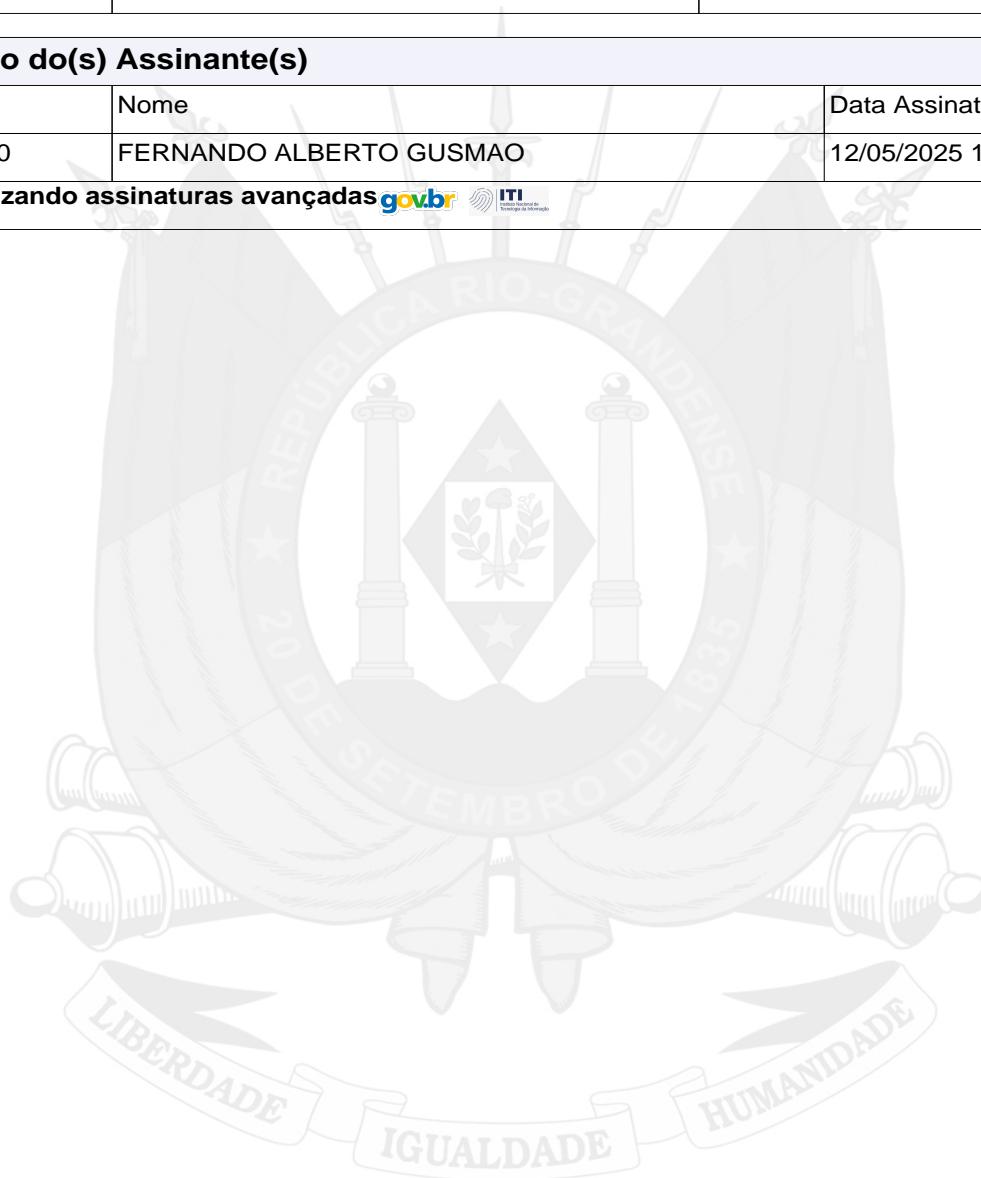 o do(s) Assinante(s)
Nome Data Assinat
0 FERNANDO ALBERTO GUSMAO 12/05/2025 1
zando assinaturas avançadas gov.br ITI
REPÚBLICA RIO-GRANDENSE
20 DE SETEMBRO DE 1835
LIBERDADE IGUALDADE HUMANIDADE